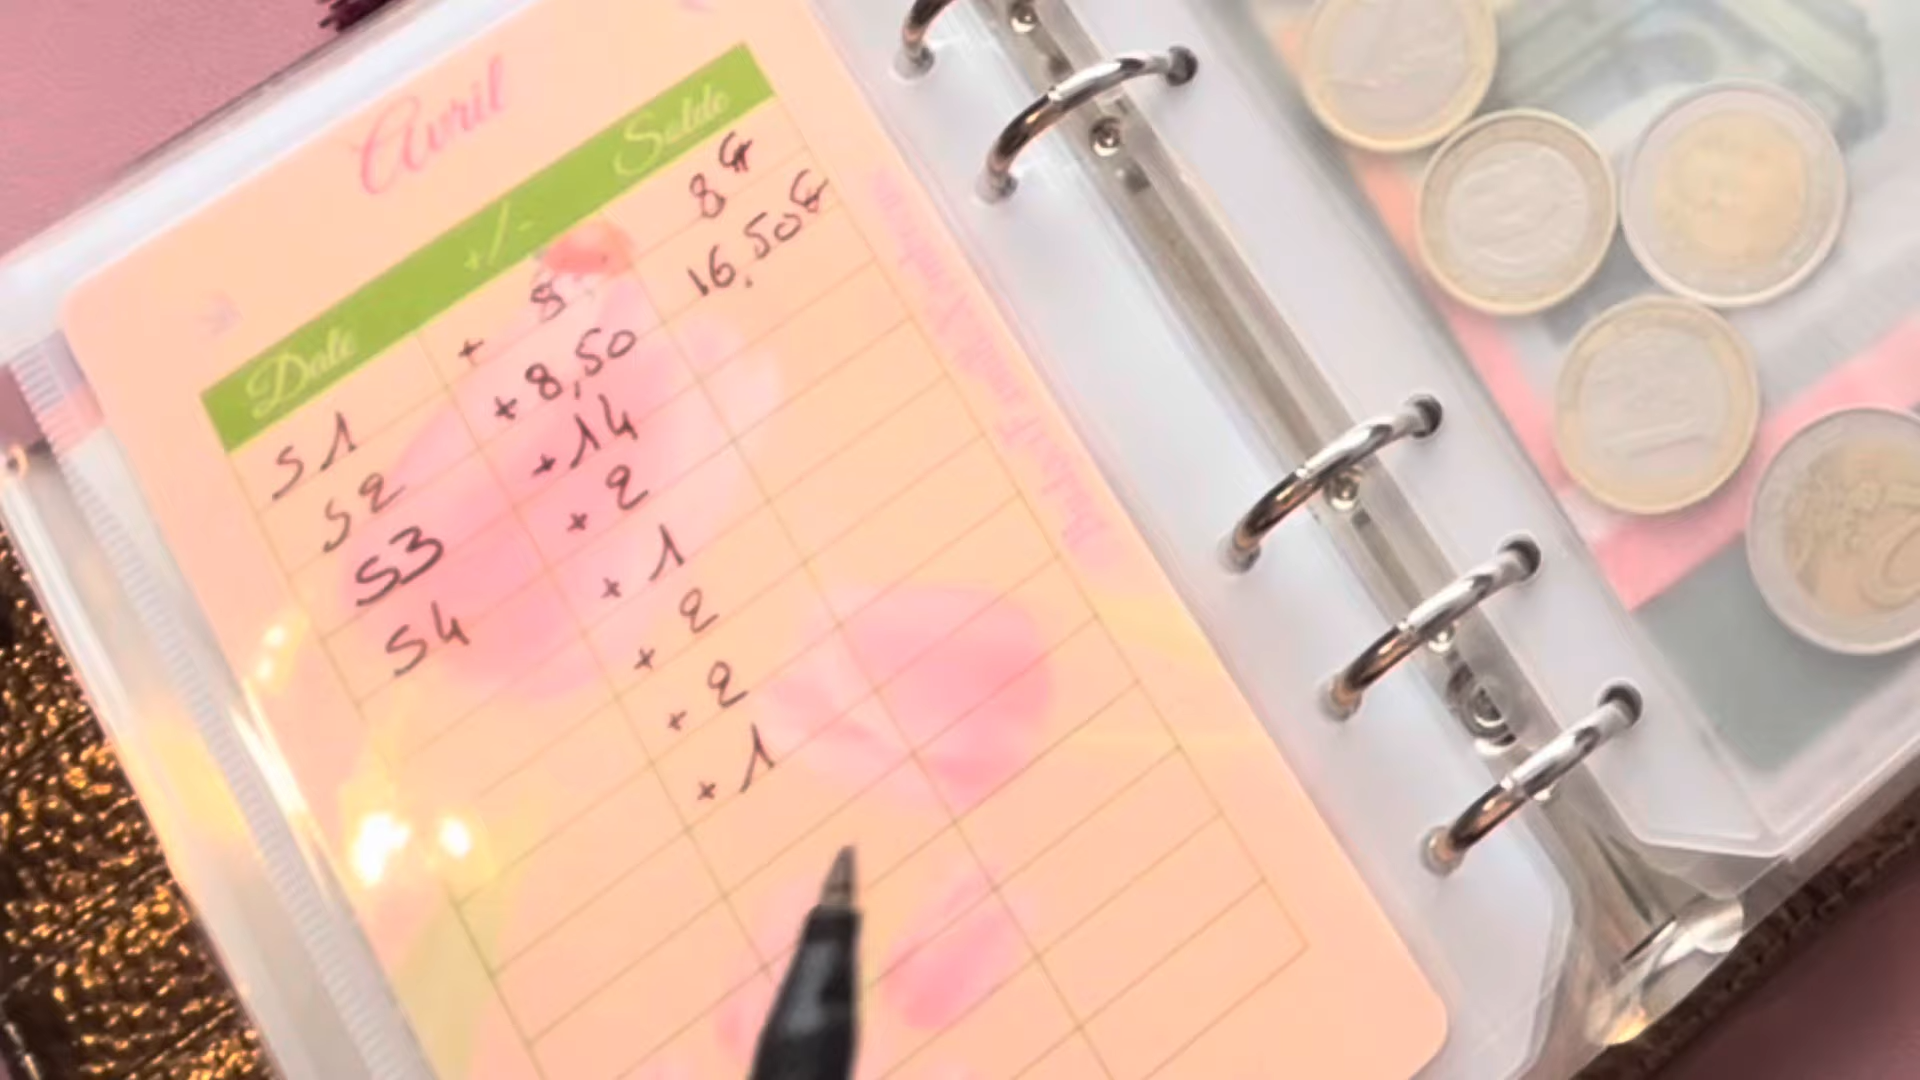 Avril
Date +/- Solde
S1 + 8 8€
S2 +8,50 16,50€
S3 +14
S4 + 2
+ 1
+ 2
+ 2
+ 1